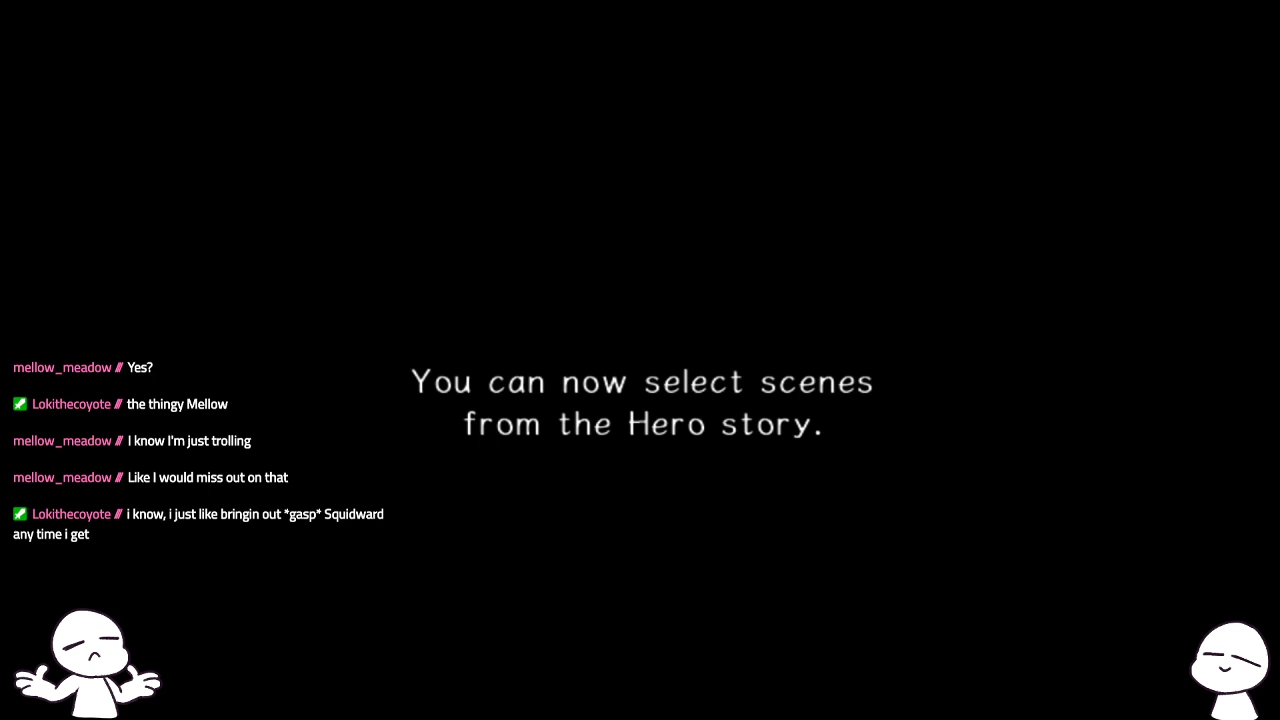 mellow_meadow // Yes?
Lokithecoyote // the thingy Mellow
mellow_meadow // I know I'm just trolling
mellow_meadow // Like I would miss out on that
Lokithecoyote // i know, i just like bringin out *gasp* Squidward
any time i get
You can now select scenes
from the Hero story.